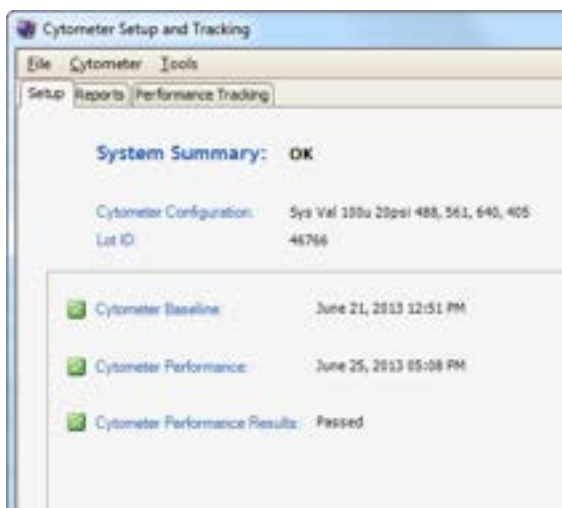 Cytometer Setup and Tracking
File Cytometer Tools
Setup Reports Performance Tracking
System Summary: OK
Cytometer Configuration: Sys Val 100u 20psi 488, 561, 640, 405
Lot ID: 46766
Cytometer Baseline: June 21, 2013 12:51 PM
Cytometer Performance: June 25, 2013 05:08 PM
Cytometer Performance Results: Passed